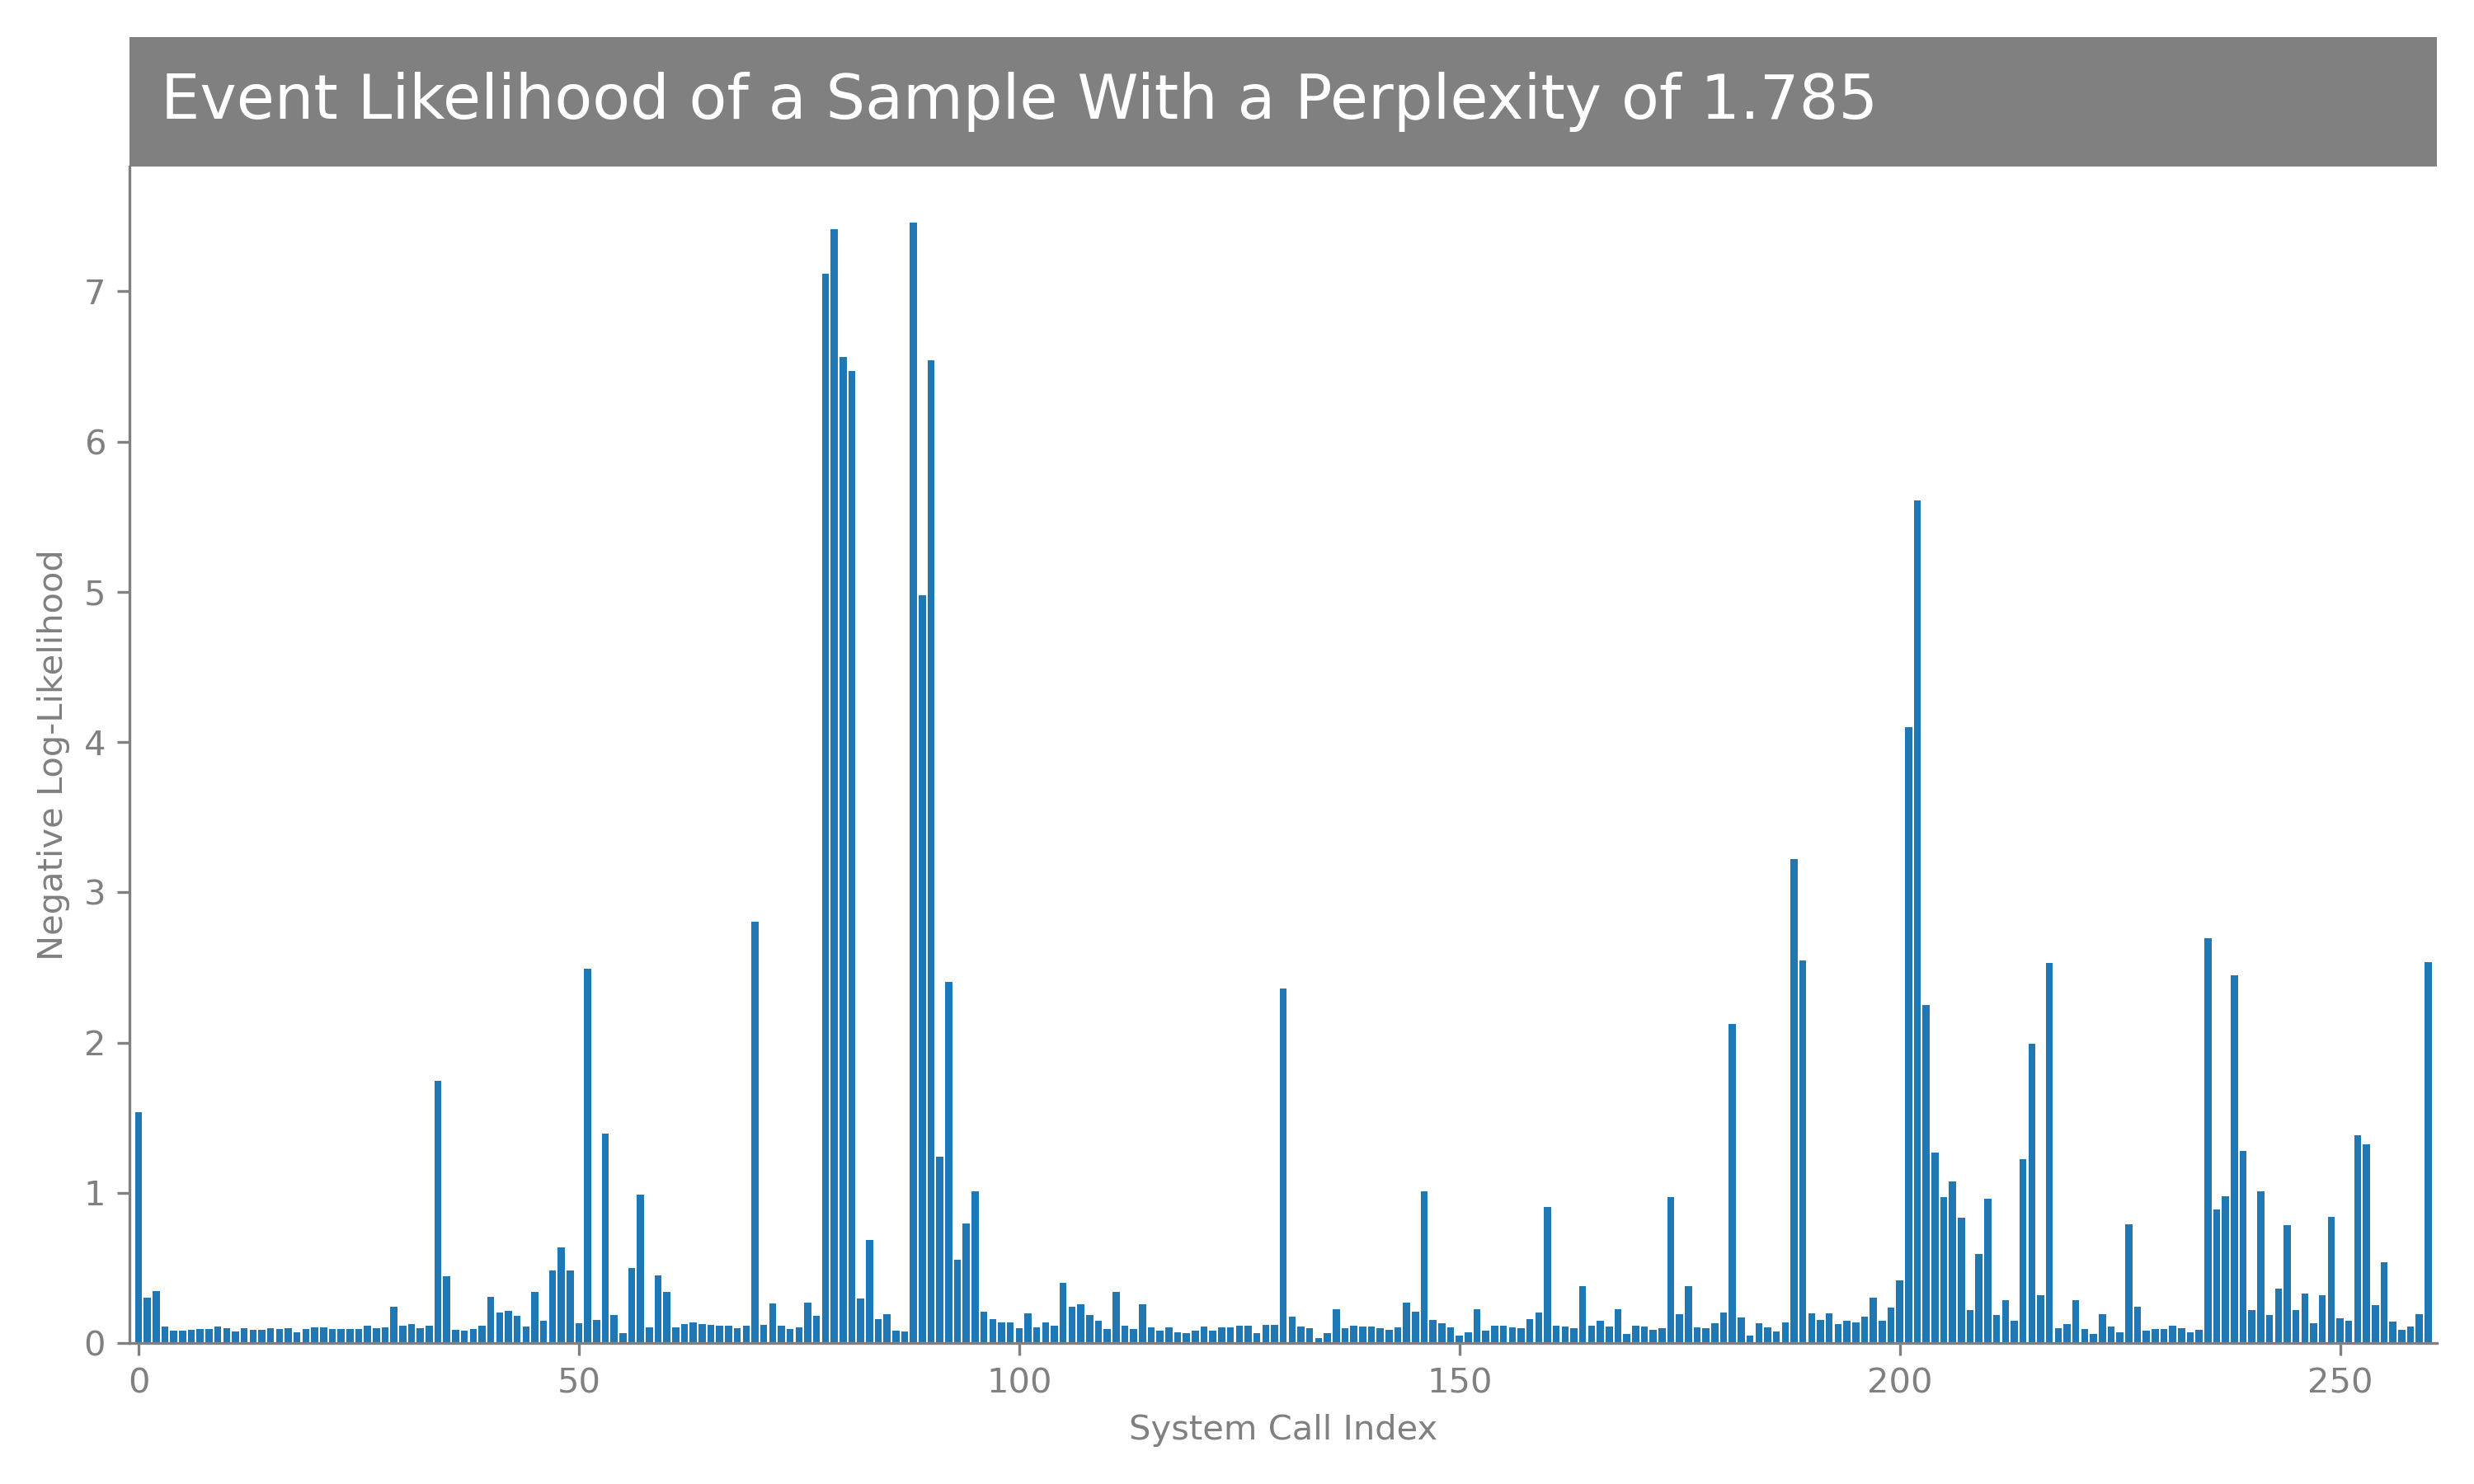 Event Likelihood of a Sample With a Perplexity of 1.785
Negative Log-Likelihood
7
6
5
4
3
2
1
0
0 50 100 150 200 250
System Call Index